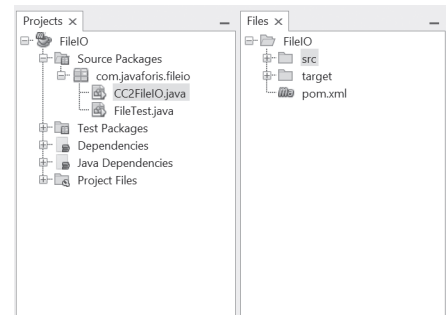 Projects ×
FileIO
Source Packages
com.javaforis.fileio
CC2FileIO.java
FileTest.java
Test Packages
Dependencies
Java Dependencies
Project Files
Files ×
FileIO
src
target
pom.xml